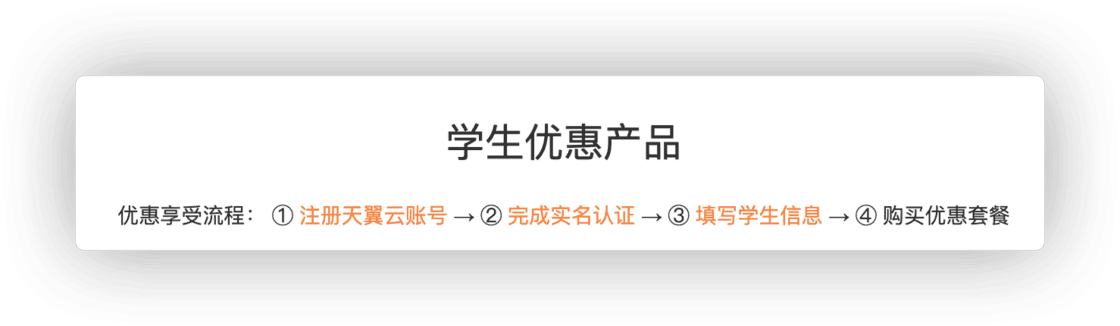 学生优惠产品
优惠享受流程： ① 注册天翼云账号 → ② 完成实名认证 → ③ 填写学生信息 → ④ 购买优惠套餐